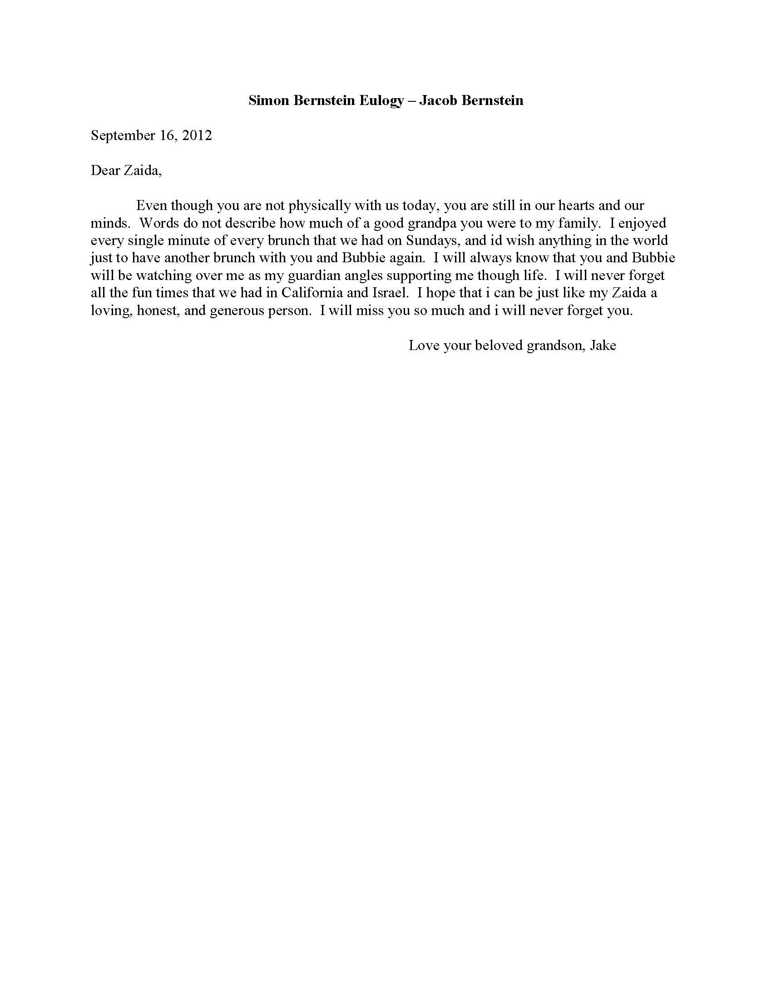 Simon Bernstein Eulogy – Jacob Bernstein
September 16, 2012
Dear Zaida,
Even though you are not physically with us today, you are still in our hearts and our
minds.  Words do not describe how much of a good grandpa you were to my family.  I enjoyed
every single minute of every brunch that we had on Sundays, and id wish anything in the world
just to have another brunch with you and Bubbie again.  I will always know that you and Bubbie
will be watching over me as my guardian angles supporting me though life.  I will never forget
all the fun times that we had in California and Israel.  I hope that i can be just like my Zaida a
loving, honest, and generous person.  I will miss you so much and i will never forget you.
Love your beloved grandson, Jake